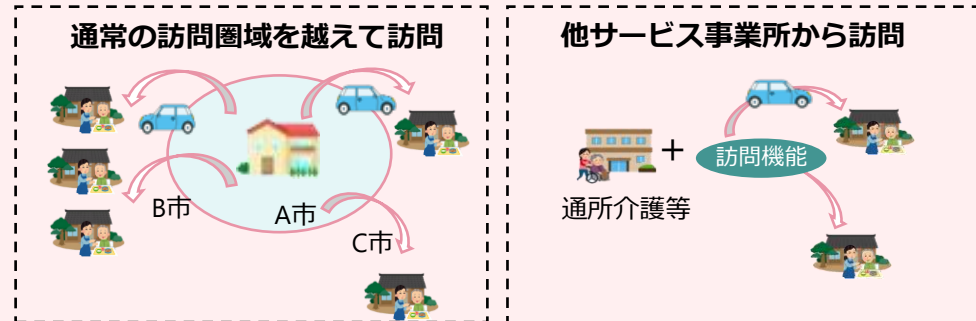 通常の訪問圏域を越えて訪問
B市
A市
C市
他サービス事業所から訪問
+
訪問機能
通所介護等